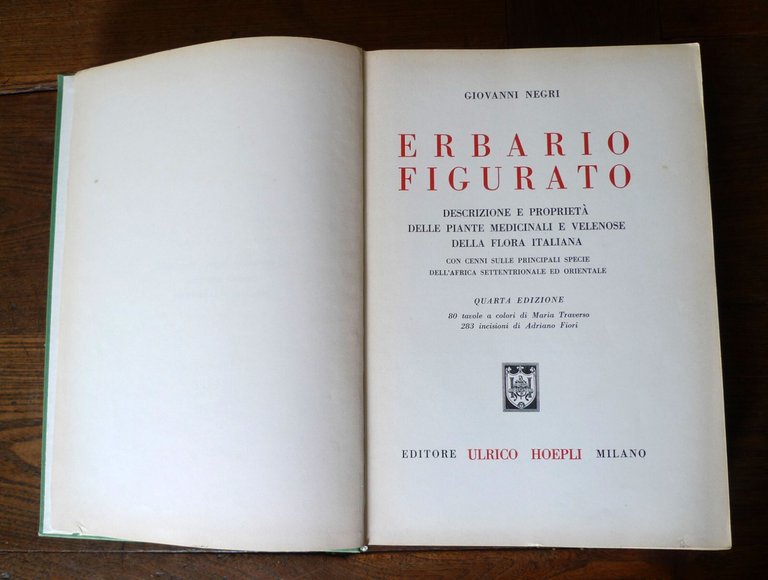 GIOVANNI NEGRI
ERBARIO
FIGURATO
DESCRIZIONE E PROPRIETÀ
DELLE PIANTE MEDICINALI E VELENOSE
DELLA FLORA ITALIANA
CON CENNI SULLE PRINCIPALI SPECIE
DELL'AFRICA SETTENTRIONALE ED ORIENTALE
QUARTA EDIZIONE
80 tavole a colori di Maria Traverso
283 incisioni di Adriano Fiori
EDITORE ULRICO HOEPLI MILANO